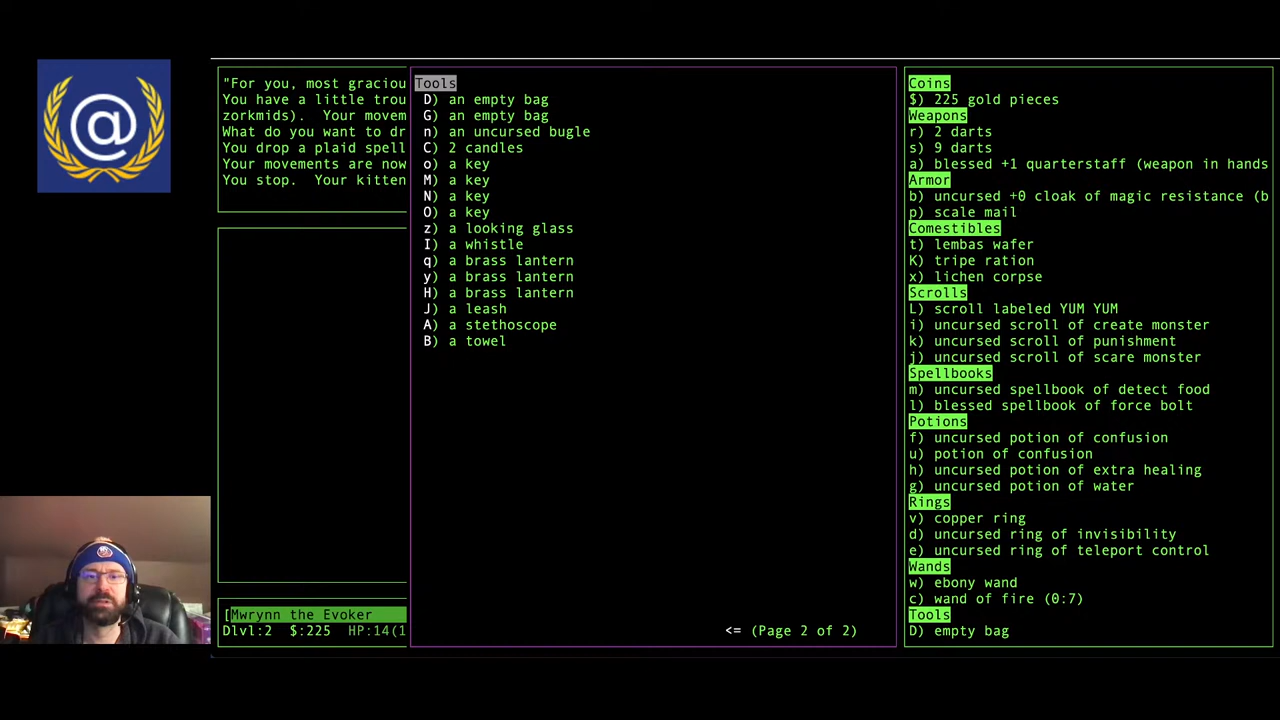 @
"For you, most graciou
You have a little trou
zorkmids).  Your movem
What do you want to dr
You drop a plaid spell
Your movements are now
You stop.  Your kitten
[Mwrynn the Evoker
Dlvl:2  $:225  HP:14(1
Tools
D) an empty bag
G) an empty bag
n) an uncursed bugle
C) 2 candles
o) a key
M) a key
N) a key
O) a key
z) a looking glass
I) a whistle
q) a brass lantern
y) a brass lantern
H) a brass lantern
J) a leash
A) a stethoscope
B) a towel
<= (Page 2 of 2)
Coins
$) 225 gold pieces
Weapons
r) 2 darts
s) 9 darts
a) blessed +1 quarterstaff (weapon in hands
Armor
b) uncursed +0 cloak of magic resistance (b
p) scale mail
Comestibles
t) lembas wafer
K) tripe ration
x) lichen corpse
Scrolls
L) scroll labeled YUM YUM
i) uncursed scroll of create monster
k) uncursed scroll of punishment
j) uncursed scroll of scare monster
Spellbooks
m) uncursed spellbook of detect food
l) blessed spellbook of force bolt
Potions
f) uncursed potion of confusion
u) potion of confusion
h) uncursed potion of extra healing
g) uncursed potion of water
Rings
v) copper ring
d) uncursed ring of invisibility
e) uncursed ring of teleport control
Wands
w) ebony wand
c) wand of fire (0:7)
Tools
D) empty bag